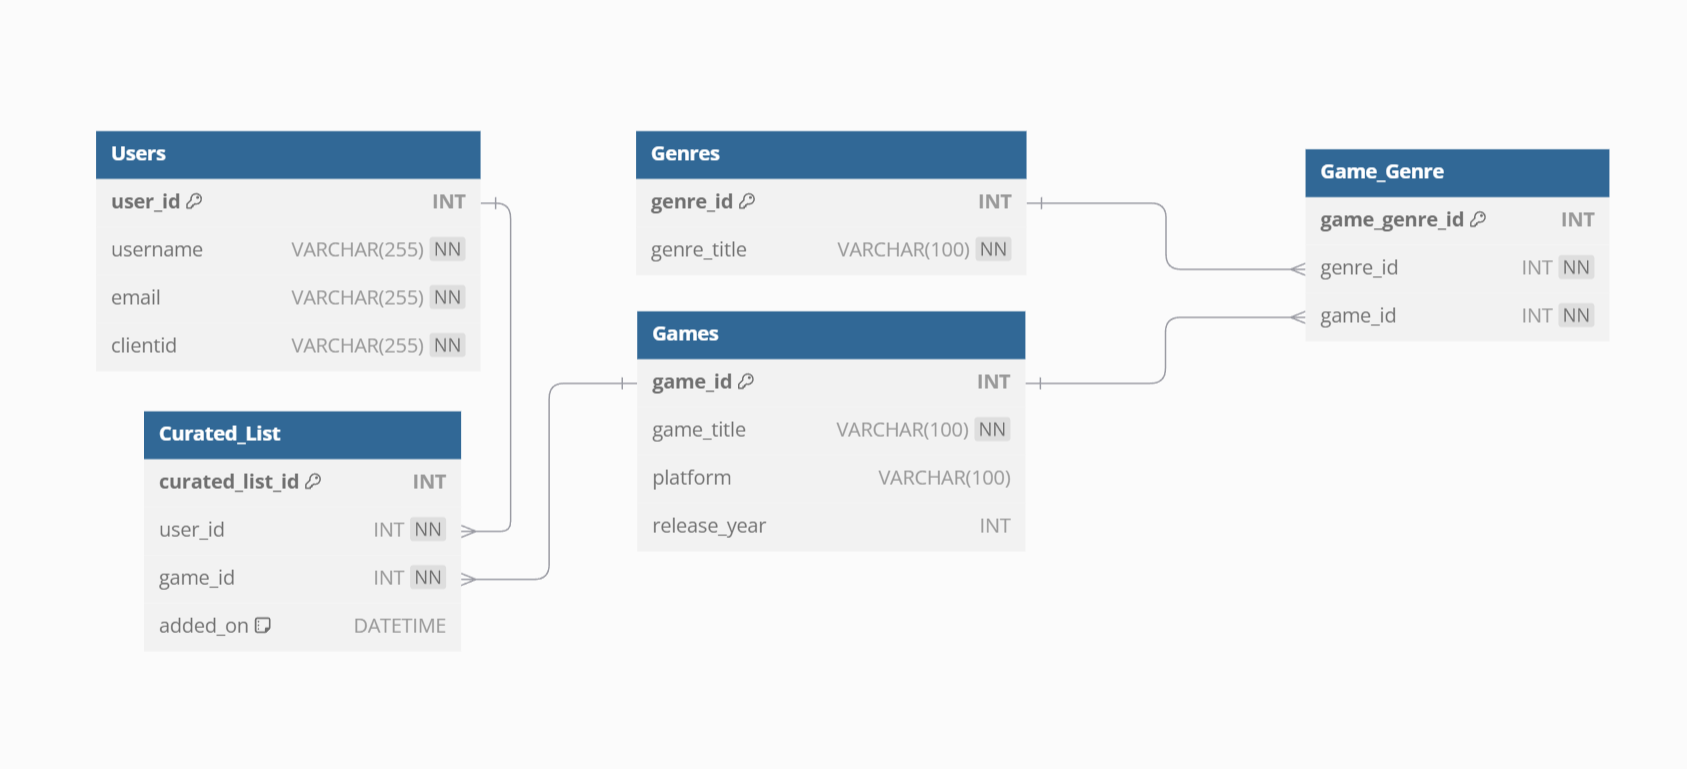 Users
user_id INT
username VARCHAR(255) NN
email VARCHAR(255) NN
clientid VARCHAR(255) NN
Curated_List
curated_list_id INT
user_id INT NN
game_id INT NN
added_on DATETIME
Genres
genre_id INT
genre_title VARCHAR(100) NN
Games
game_id INT
game_title VARCHAR(100) NN
platform VARCHAR(100)
release_year INT
Game_Genre
game_genre_id INT
genre_id INT NN
game_id INT NN